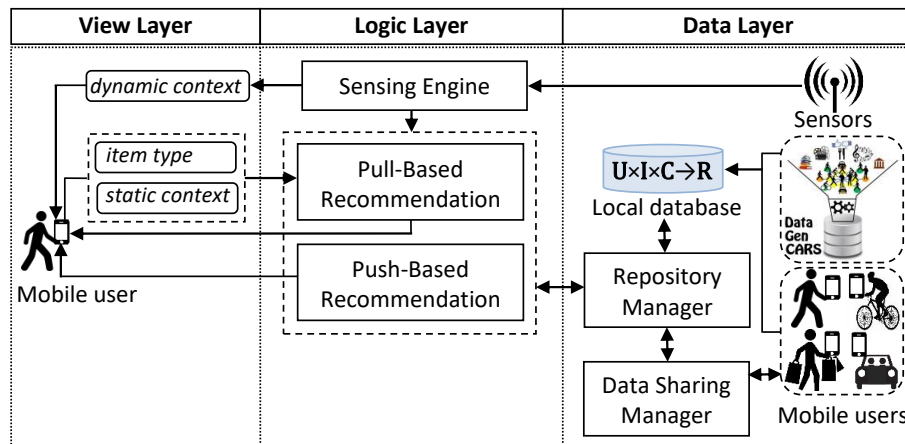 View Layer
Logic Layer
Data Layer
dynamic context
Sensing Engine
Sensors
item type
static context
Pull-Based
Recommendation
U×I×C→R
Local database
Data
Gen
CARS
Mobile user
Push-Based
Recommendation
Repository
Manager
Data Sharing
Manager
Mobile users